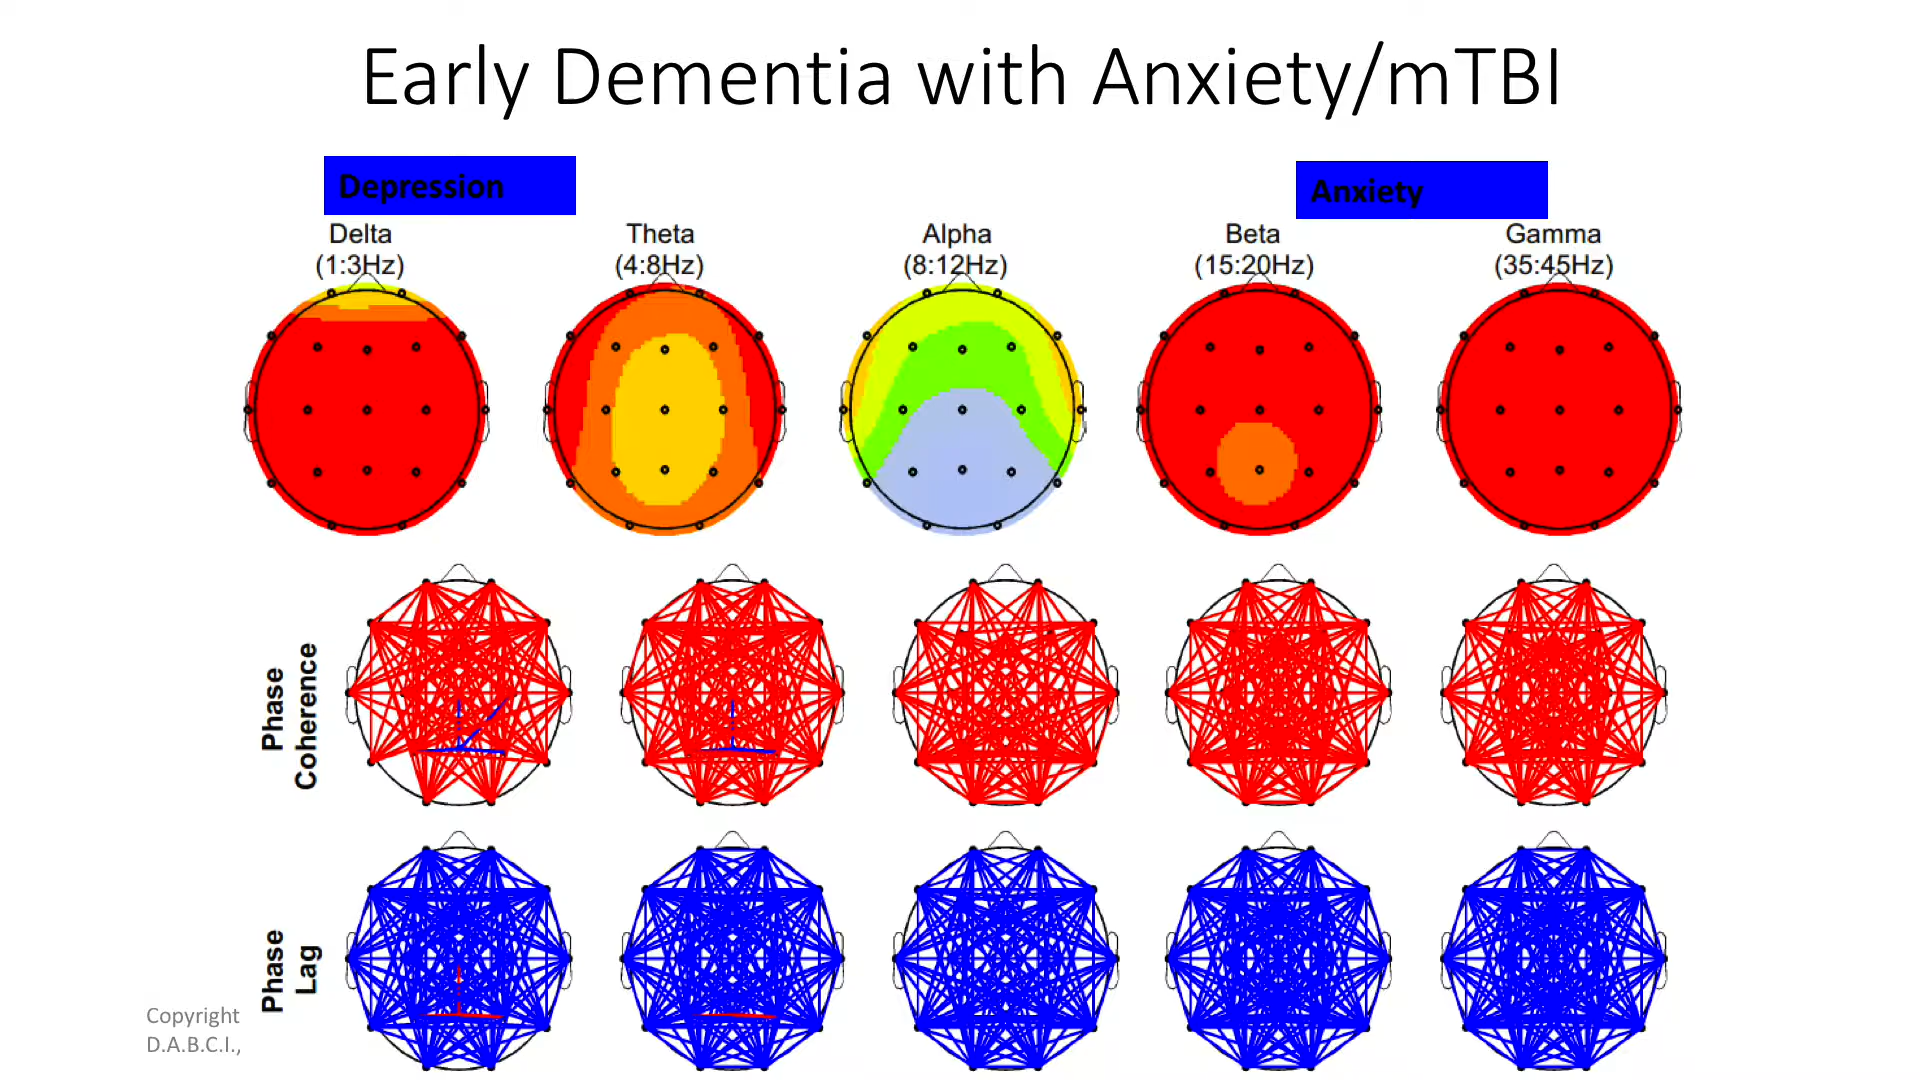 Early Dementia with Anxiety/mTBI
Depression
Anxiety
Delta
(1:3Hz)
Theta
(4:8Hz)
Alpha
(8:12Hz)
Beta
(15:20Hz)
Gamma
(35:45Hz)
Phase
Coherence
Phase
Lag
Copyright
D.A.B.C.I.,